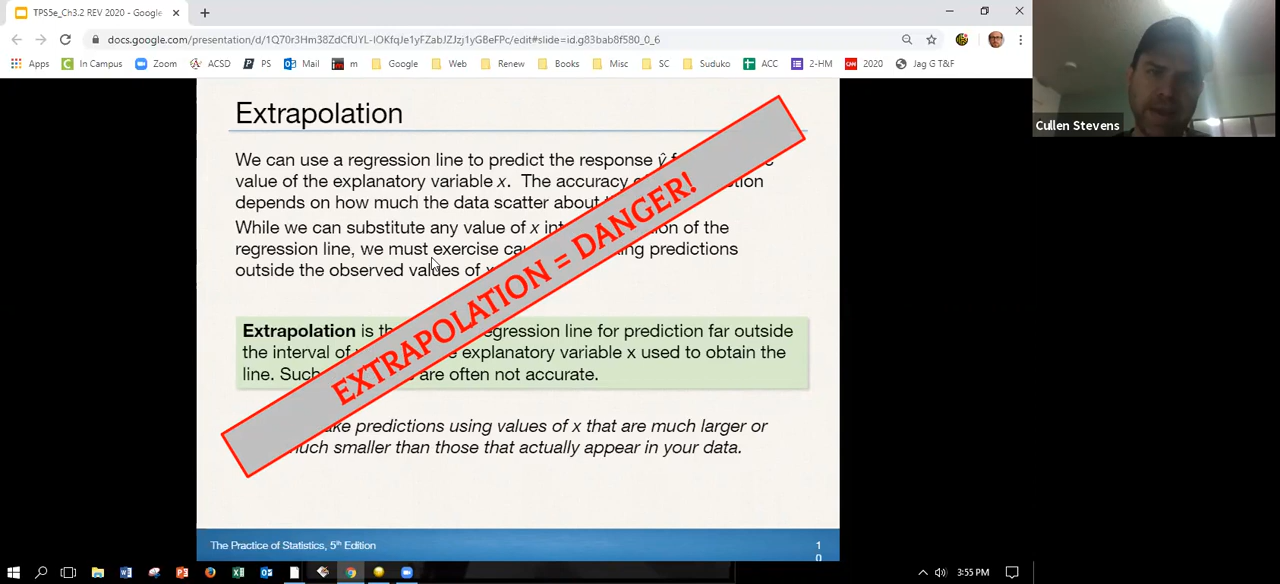 TPS5e_Ch3.2 REV 2020 - Google
docs.google.com/presentation/d/1Q70r3Hm38ZdCfUYL-IOKfqJe1yFZabJZJzj1yGBeFPc/edit#slide=id.g83bab8f580_0_6
Apps In Campus Zoom ACSD PS Mail m Google Web Renew Books Misc SC Suduko ACC 2-HM 2020 Jag G T&F
Cullen Stevens
Extrapolation
We can use a regression line to predict the response ŷ
value of the explanatory variable x. The accuracy
depends on how much the data scatter about
While we can substitute any value of x of the
regression line, we must exercise predictions
outside the observed values of
EXTRAPOLATION = DANGER!
Extrapolation is regression line for prediction far outside
the interval of explanatory variable x used to obtain the
line. Such are often not accurate.
predictions using values of x that are much larger or
much smaller than those that actually appear in your data.
The Practice of Statistics, 5th Edition
1
0
3:55 PM